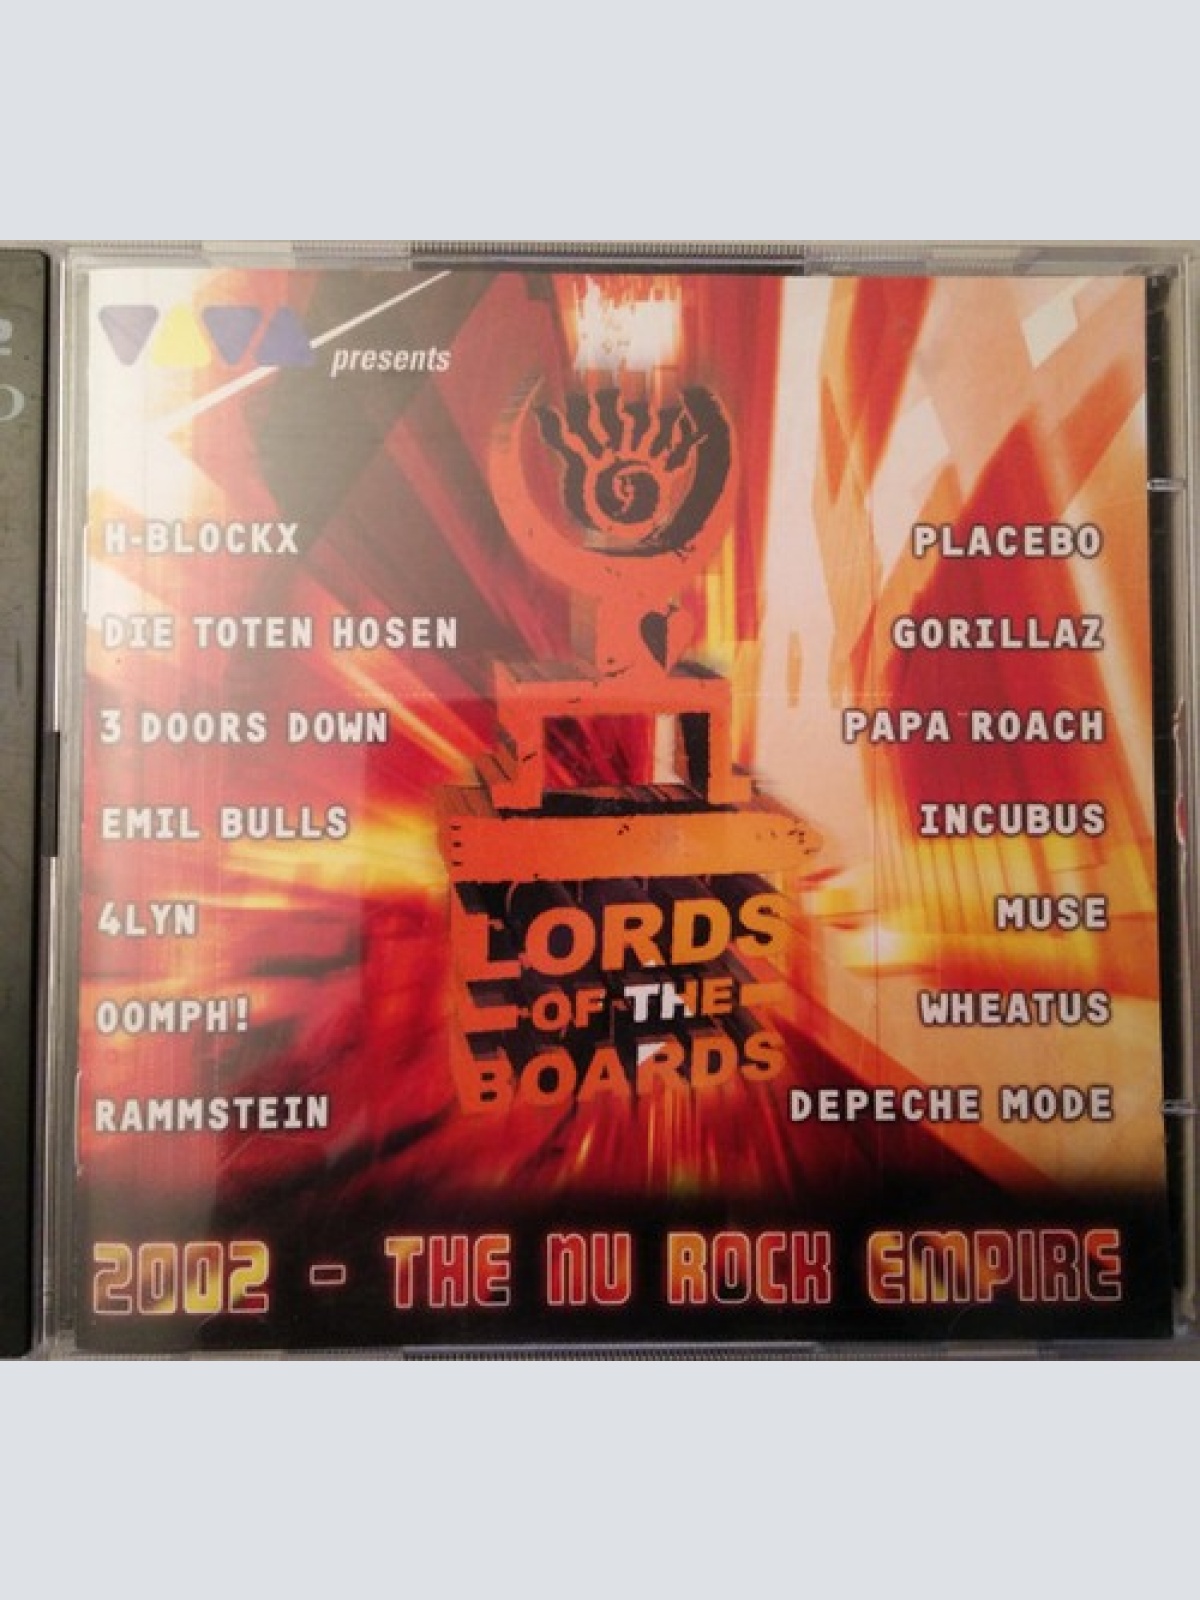 VIVA
presents
H-BLOCKX
PLACEBO
DIE TOTEN HOSEN
GORILLAZ
3 DOORS DOWN
PAPA ROACH
EMIL BULLS
INCUBUS
4LYN
MUSE
OOMPH!
WHEATUS
RAMMSTEIN
DEPECHE MODE
LORDS
OF THE
BOARDS
2002 - THE NU ROCK EMPIRE